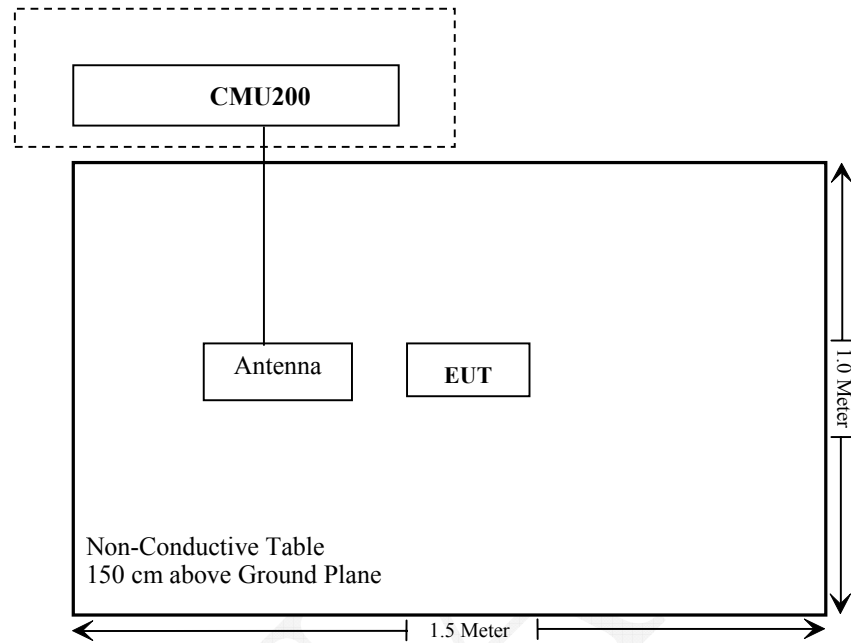 CMU200
Antenna
EUT
1.0 Meter
Non-Conductive Table
150 cm above Ground Plane
1.5 Meter